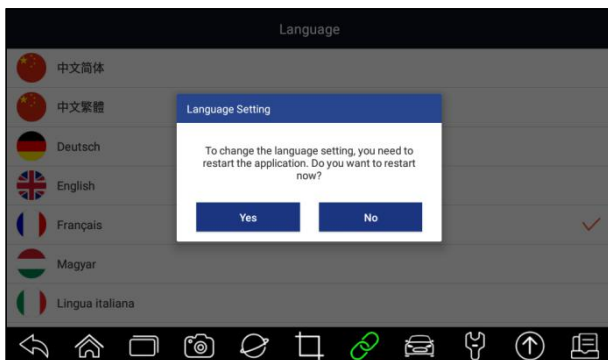 Language
中文简体
中文繁體
Deutsch
English
Français
Magyar
Lingua italiana
Language Setting
To change the language setting, you need to
restart the application. Do you want to restart
now?
Yes
No